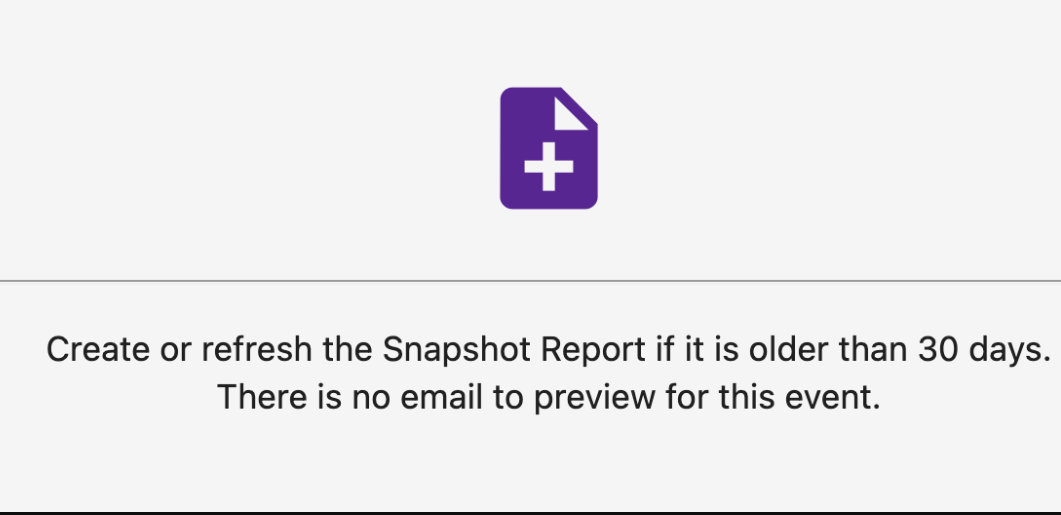 Create or refresh the Snapshot Report if it is older than 30 days.
There is no email to preview for this event.